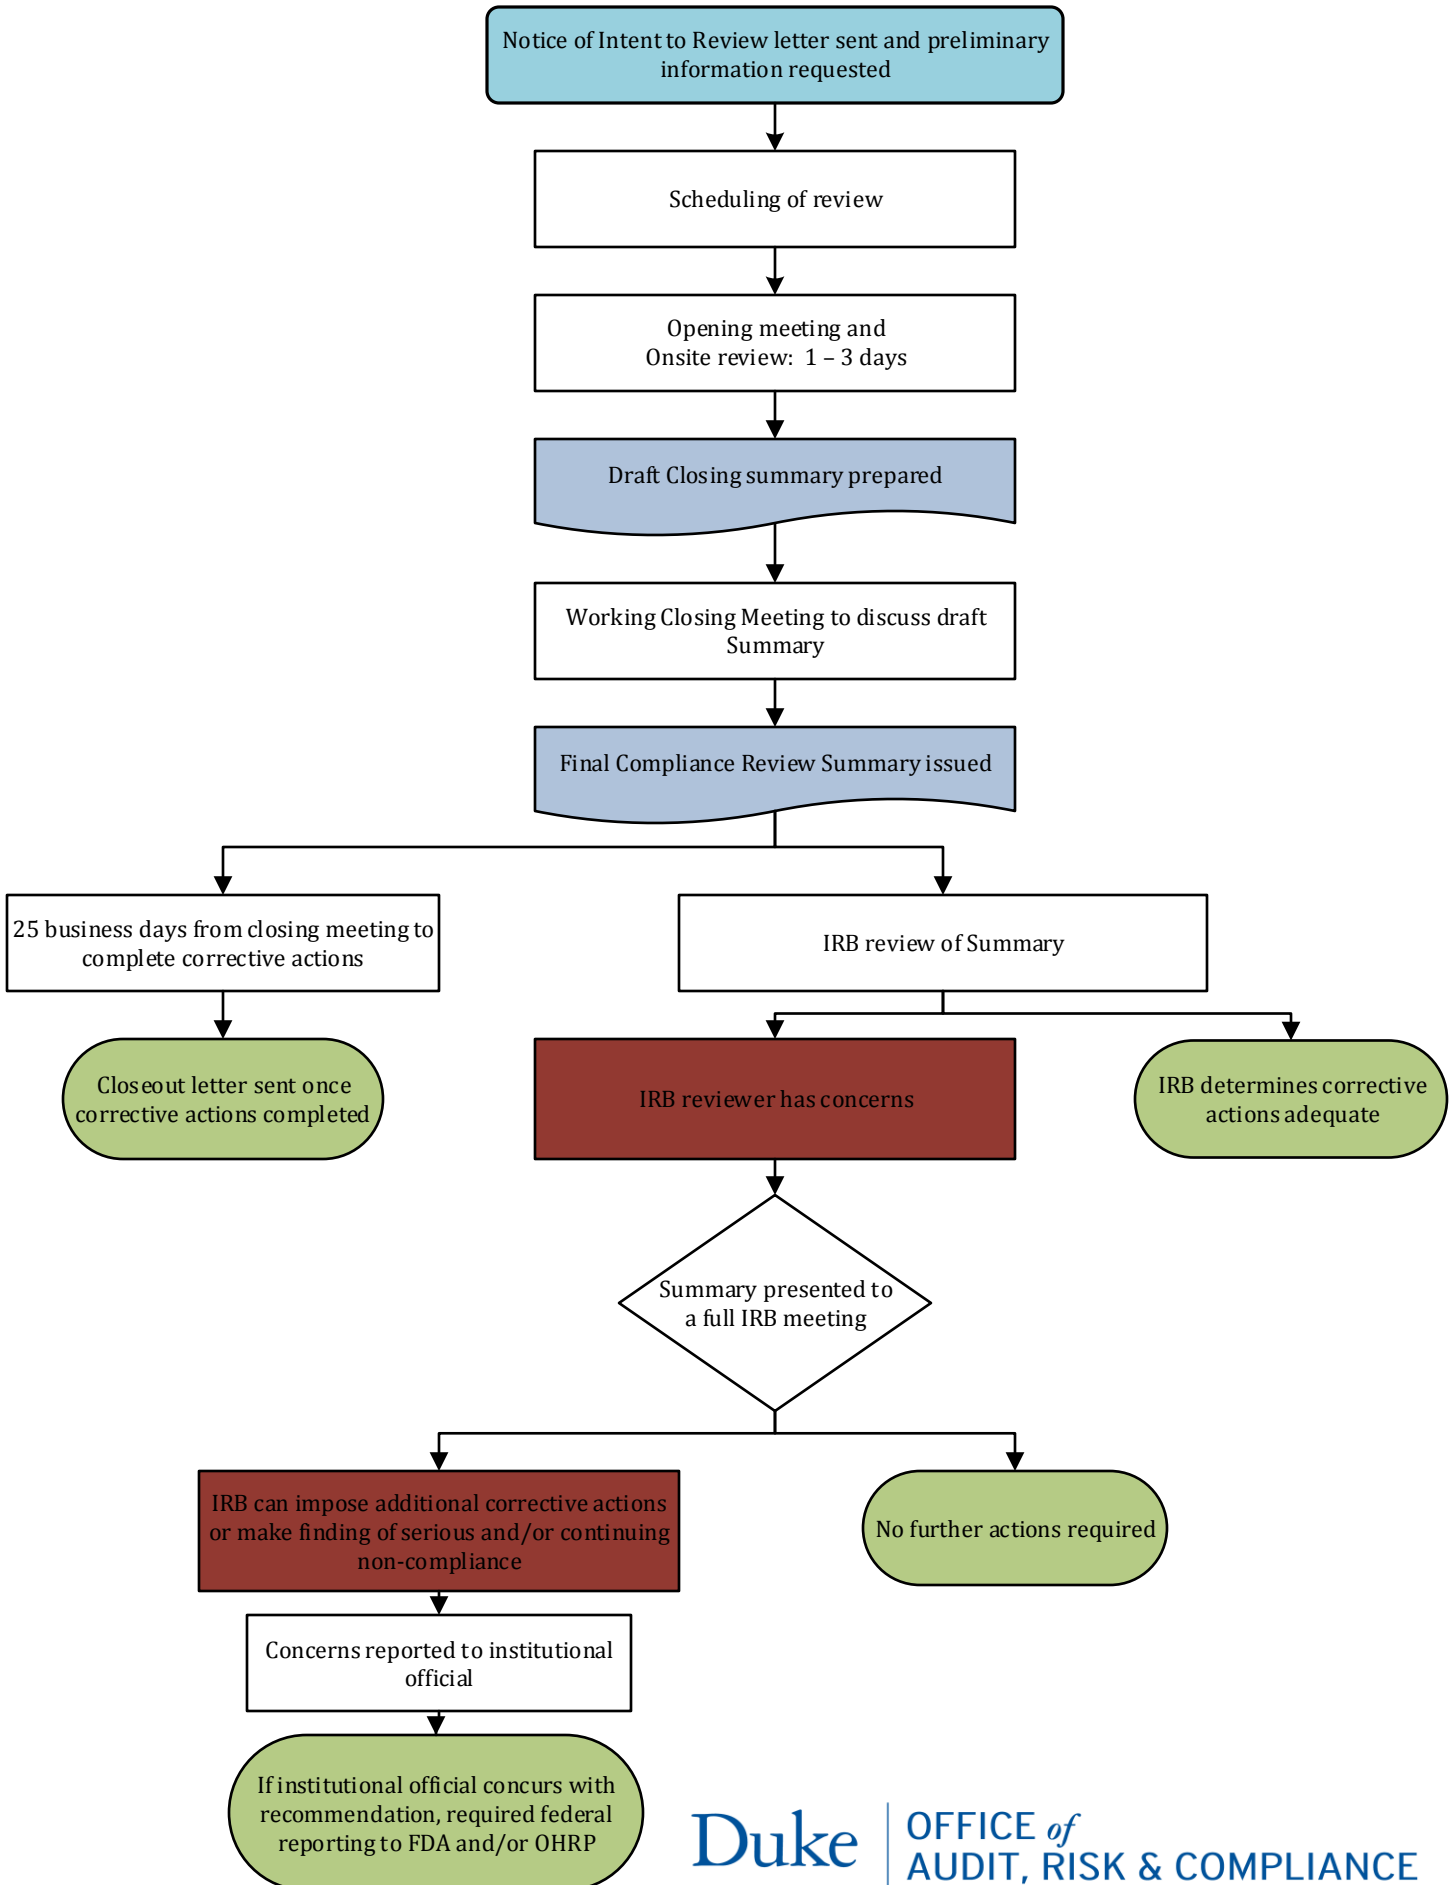 Notice of Intent to Review letter sent and preliminary
information requested
Scheduling of review
Opening meeting and
Onsite review: 1 – 3 days
Draft Closing summary prepared
Working Closing Meeting to discuss draft
Summary
Final Compliance Review Summary issued
25 business days from closing meeting to
complete corrective actions
IRB review of Summary
Closeout letter sent once
corrective actions completed
IRB reviewer has concerns
IRB determines corrective
actions adequate
Summary presented to
a full IRB meeting
IRB can impose additional corrective actions
or make finding of serious and/or continuing
non-compliance
No further actions required
Concerns reported to institutional
official
If institutional official concurs with
recommendation, required federal
reporting to FDA and/or OHRP
Duke
OFFICE of
AUDIT, RISK & COMPLIANCE